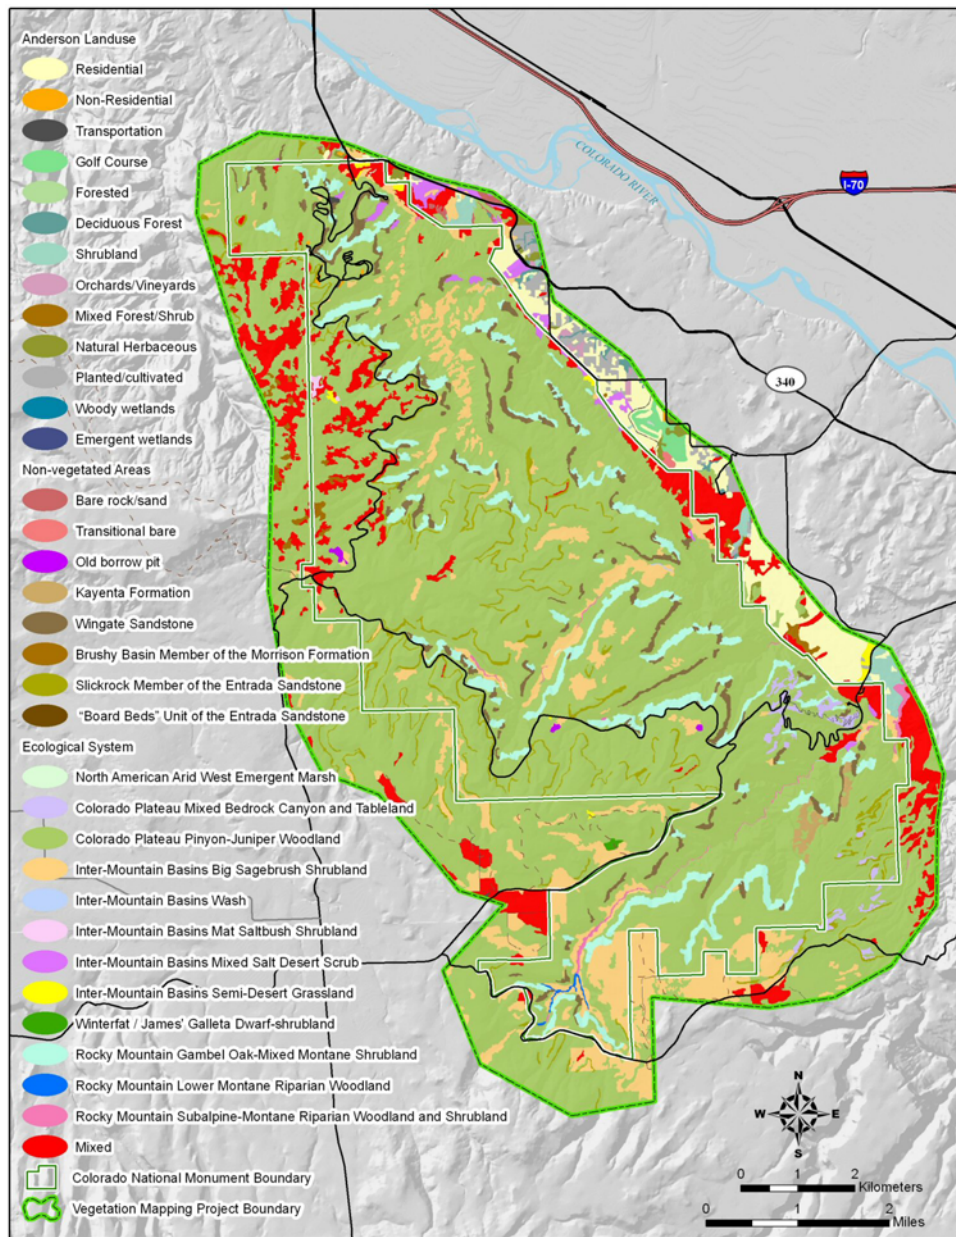 Anderson Landuse
Residential
Non-Residential
Transportation
Golf Course
Forested
Deciduous Forest
Shrubland
Orchards/Vineyards
Mixed Forest/Shrub
Natural Herbaceous
Planted/cultivated
Woody wetlands
Emergent wetlands
Non-vegetated Areas
Bare rock/sand
Transitional bare
Old borrow pit
Kayenta Formation
Wingate Sandstone
Brushy Basin Member of the Morrison Formation
Slickrock Member of the Entrada Sandstone
"Board Beds" Unit of the Entrada Sandstone
Ecological System
North American Arid West Emergent Marsh
Colorado Plateau Mixed Bedrock Canyon and Tableland
Colorado Plateau Pinyon-Juniper Woodland
Inter-Mountain Basins Big Sagebrush Shrubland
Inter-Mountain Basins Wash
Inter-Mountain Basins Mat Saltbush Shrubland
Inter-Mountain Basins Mixed Salt Desert Scrub
Inter-Mountain Basins Semi-Desert Grassland
Winterfat / James' Galleta Dwarf-shrubland
Rocky Mountain Gambel Oak-Mixed Montane Shrubland
Rocky Mountain Lower Montane Riparian Woodland
Rocky Mountain Subalpine-Montane Riparian Woodland and Shrubland
Mixed
Colorado National Monument Boundary
Vegetation Mapping Project Boundary
COLORADO RIVER
I-70
340
N
W E
S
0 1 2
Kilometers
0 1 2
Miles